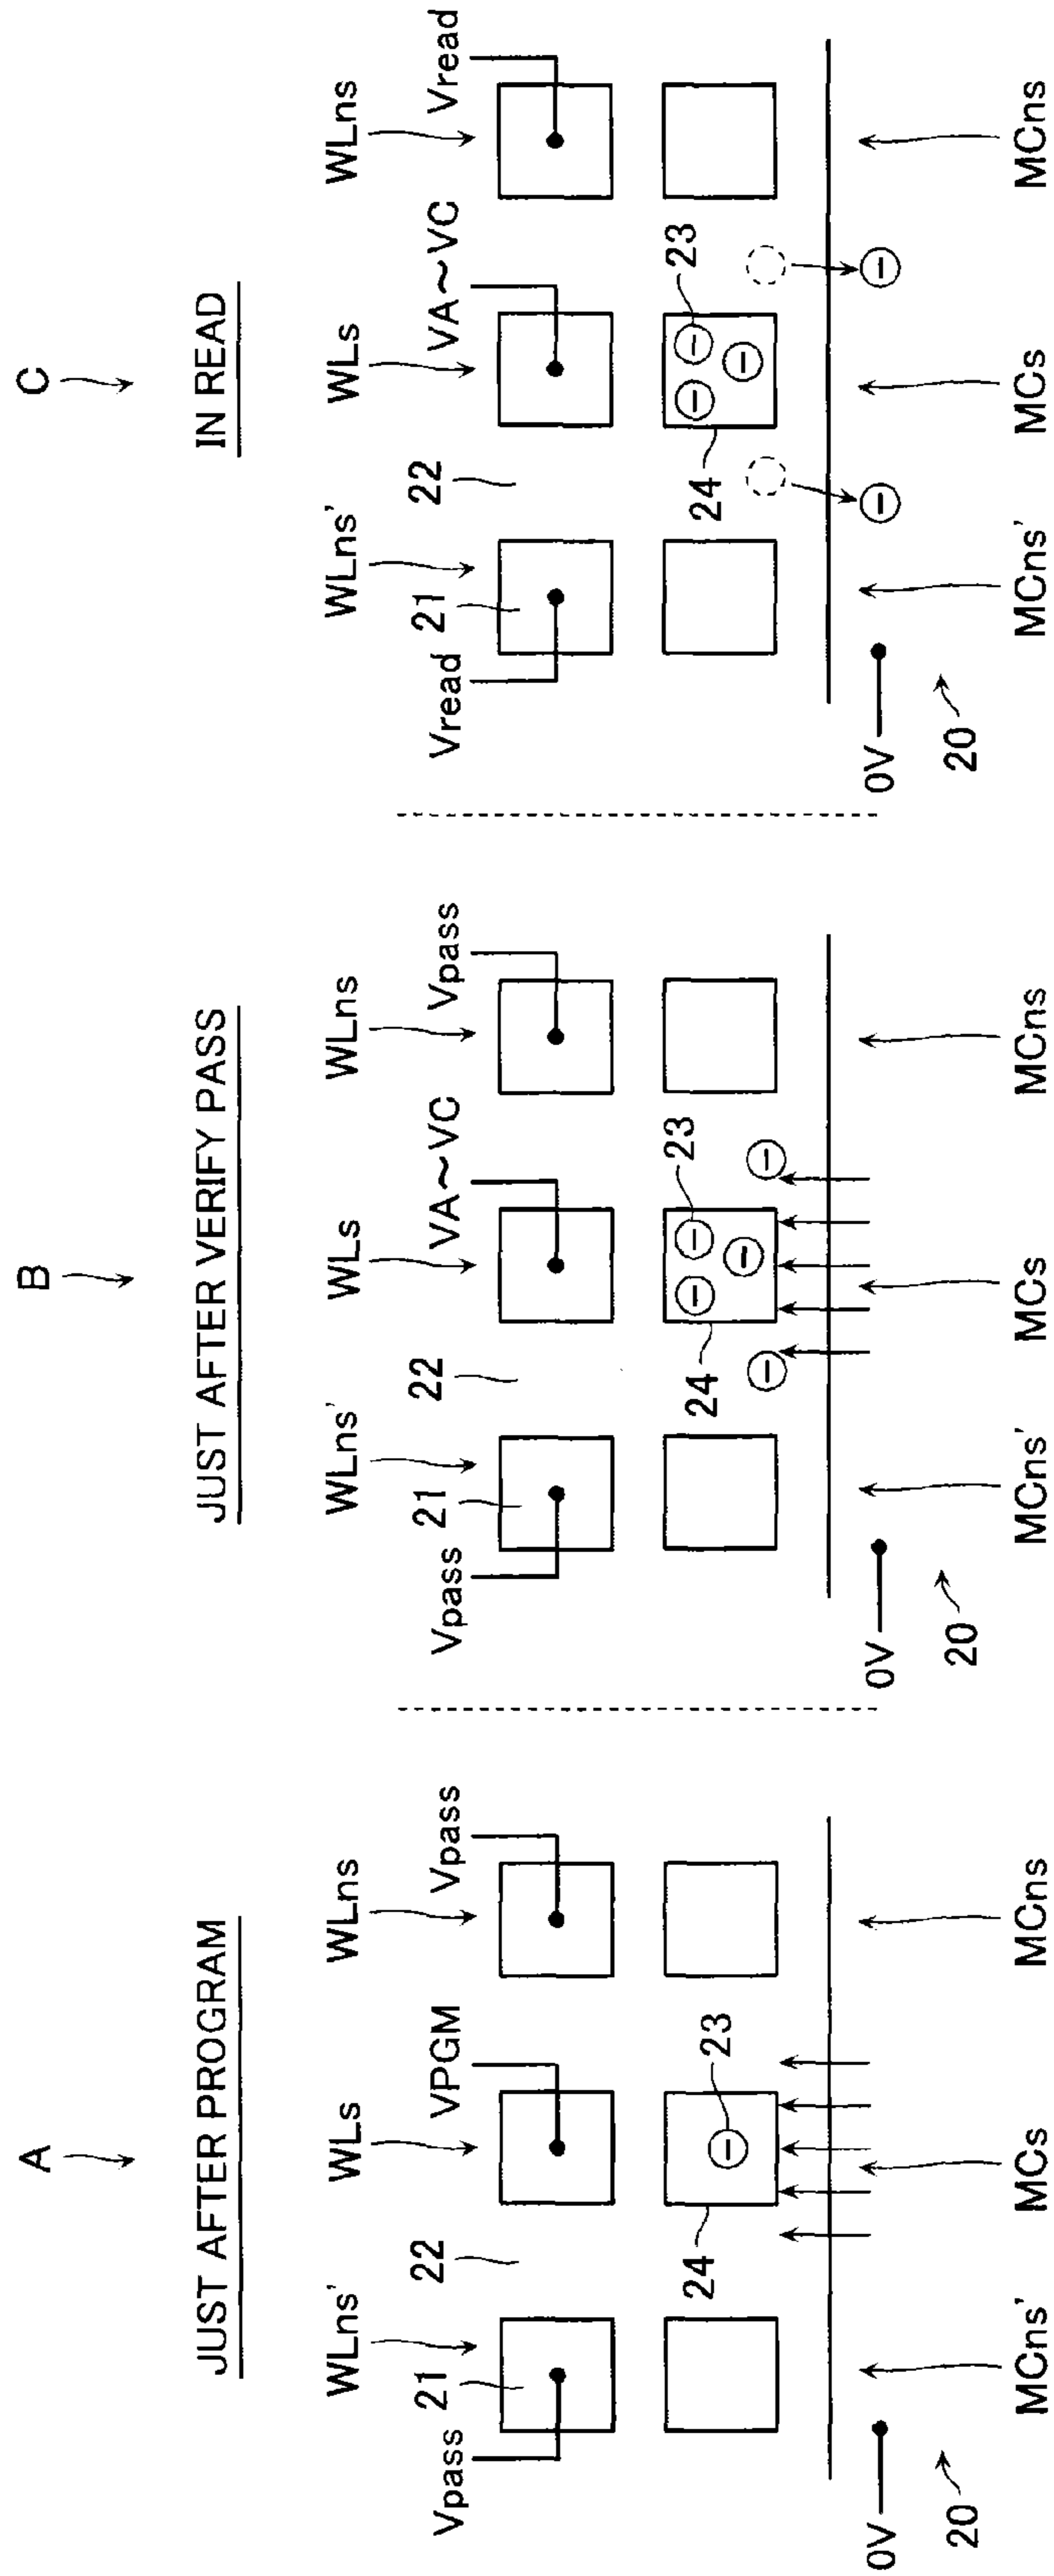 A
JUST AFTER PROGRAM
WLns'
WLs
WLns
21
22
Vpass
VPGM
Vpass
24
23
0V
20
MCns'
MCs
MCns
B
JUST AFTER VERIFY PASS
WLns'
WLs
WLns
21
22
Vpass
VA~VC
Vpass
24
23
0V
20
MCns'
MCs
MCns
C
IN READ
WLns'
WLs
WLns
21
22
Vread
VA~VC
Vread
24
23
0V
20
MCns'
MCs
MCns